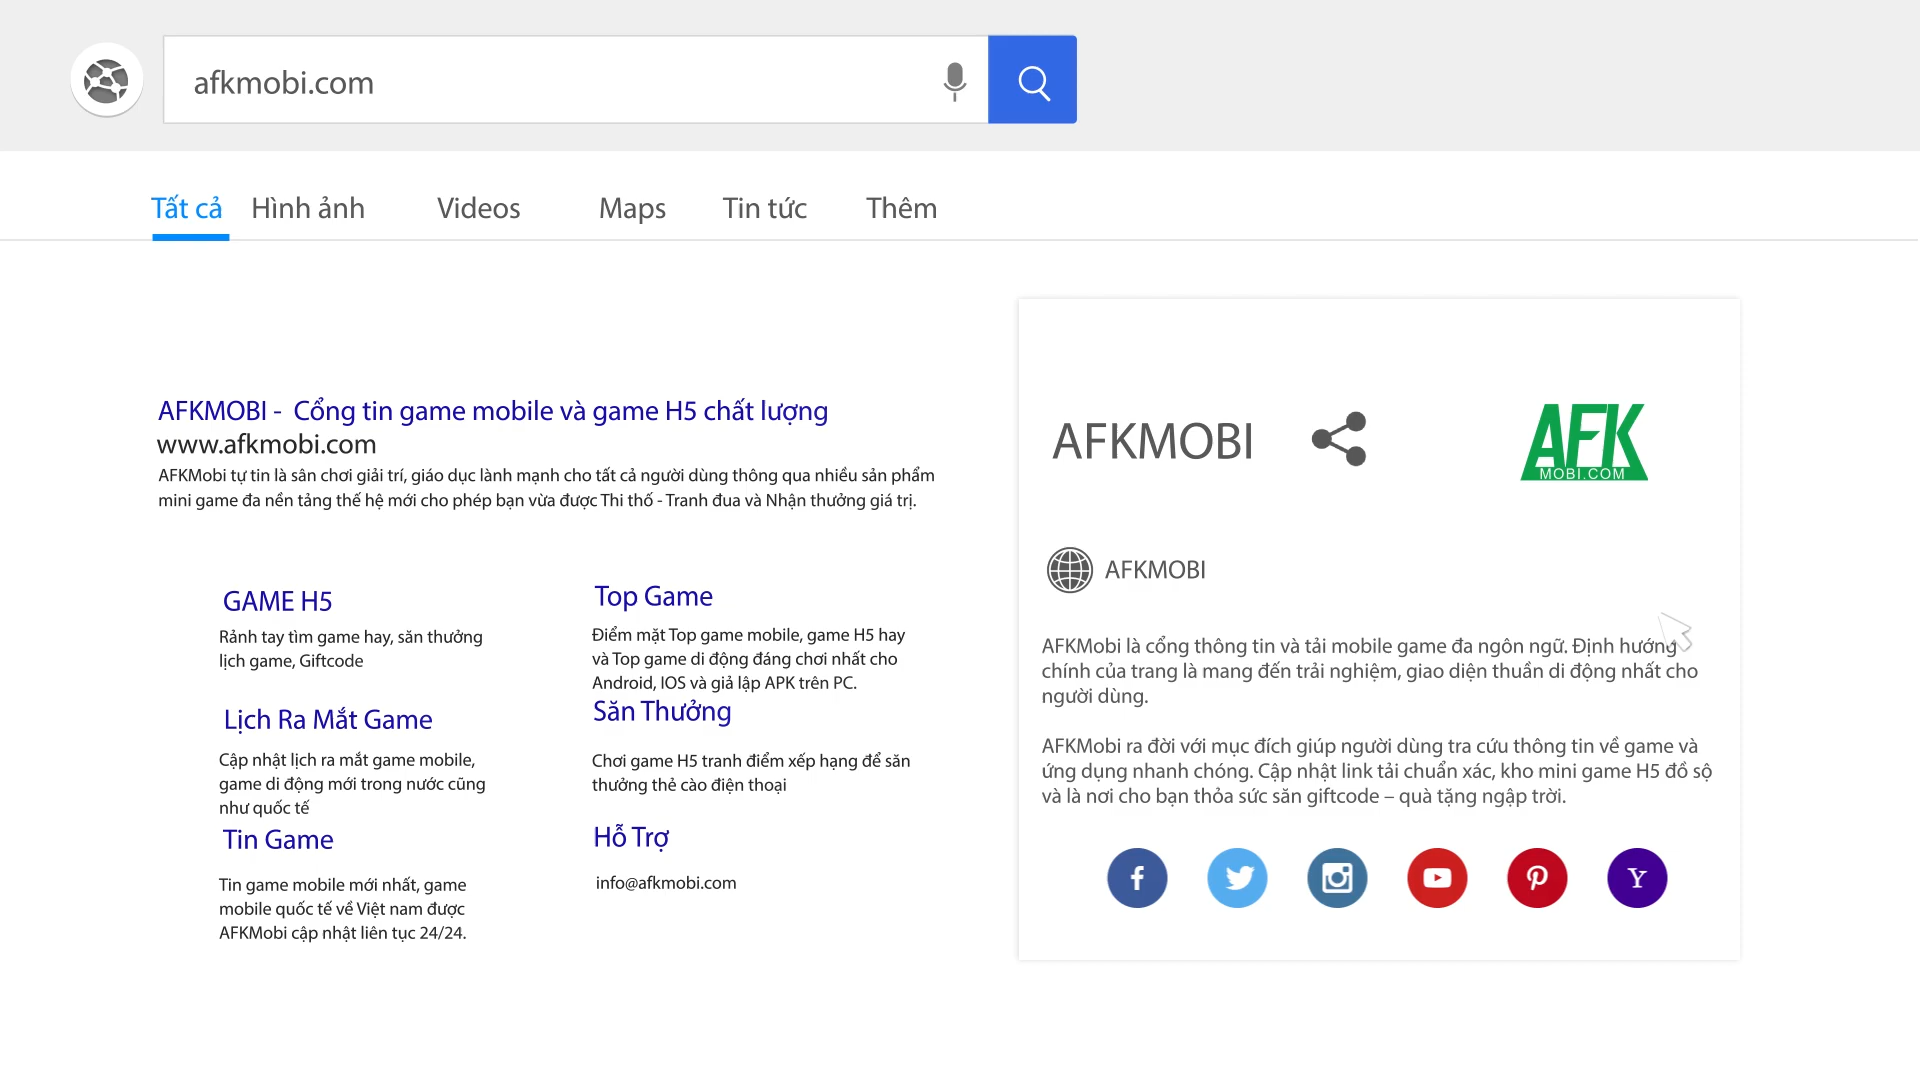 afkmobi.com
Tất cả
Hình ảnh
Videos
Maps
Tin tức
Thêm
AFKMOBI - Cổng tin game mobile và game H5 chất lượng
www.afkmobi.com
AFKMobi tự tin là sân chơi giải trí, giáo dục lành mạnh cho tất cả người dùng thông qua nhiều sản phẩm
mini game đa nền tảng thế hệ mới cho phép bạn vừa được Thi thố - Tranh đua và Nhận thưởng giá trị.
GAME H5
Rảnh tay tìm game hay, săn thưởng
lịch game, Giftcode
Lịch Ra Mắt Game
Cập nhật lịch ra mắt game mobile,
game di động mới trong nước cũng
như quốc tế
Tin Game
Tin game mobile mới nhất, game
mobile quốc tế về Việt nam được
AFKMobi cập nhật liên tục 24/24.
Top Game
Điểm mặt Top game mobile, game H5 hay
và Top game di động đáng chơi nhất cho
Android, IOS và giả lập APK trên PC.
Săn Thưởng
Chơi game H5 tranh điểm xếp hạng để săn
thưởng thẻ cào điện thoại
Hỗ Trợ
info@afkmobi.com
AFKMOBI
AFK
MOBI.COM
AFKMOBI
AFKMobi là cổng thông tin và tải mobile game đa ngôn ngữ. Định hướng
chính của trang là mang đến trải nghiệm, giao diện thuần di động nhất cho
người dùng.
AFKMobi ra đời với mục đích giúp người dùng tra cứu thông tin về game và
ứng dụng nhanh chóng. Cập nhật link tải chuẩn xác, kho mini game H5 đồ sộ
và là nơi cho bạn thỏa sức săn giftcode – quà tặng ngập trời.